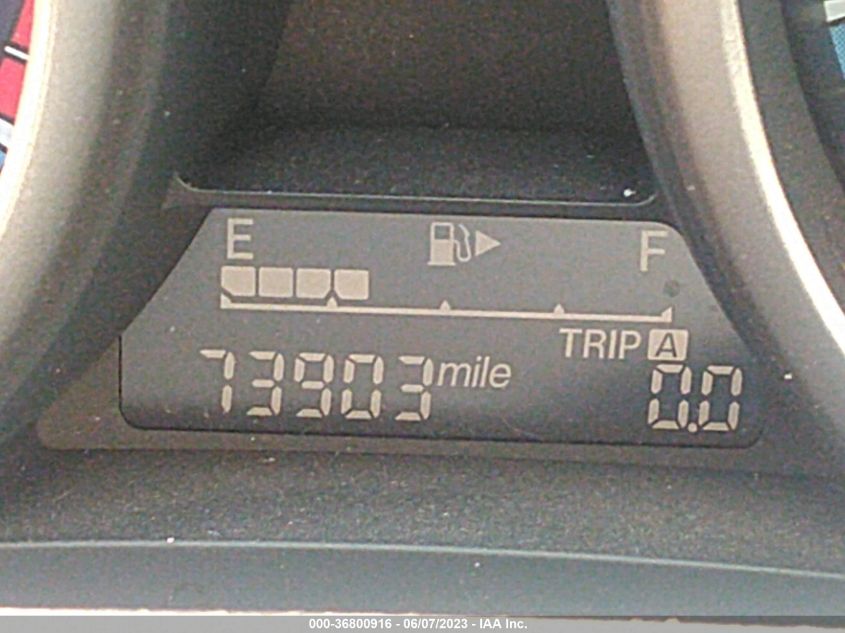 E F
TRIP A
73903 mile 0.0
000-36800916 - 06/07/2023 - IAA Inc.